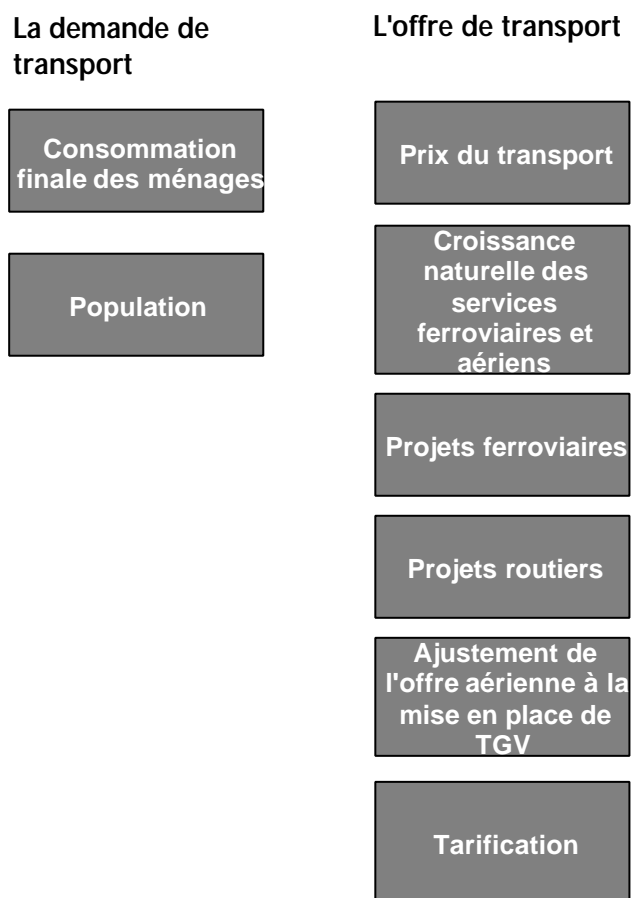 La demande de
transport
Consommation
finale des ménages
Population
L'offre de transport
Prix du transport
Croissance
naturelle des
services
ferroviaires et
aériens
Projets ferroviaires
Projets routiers
Ajustement de
l'offre aérienne à la
mise en place de
TGV
Tarification